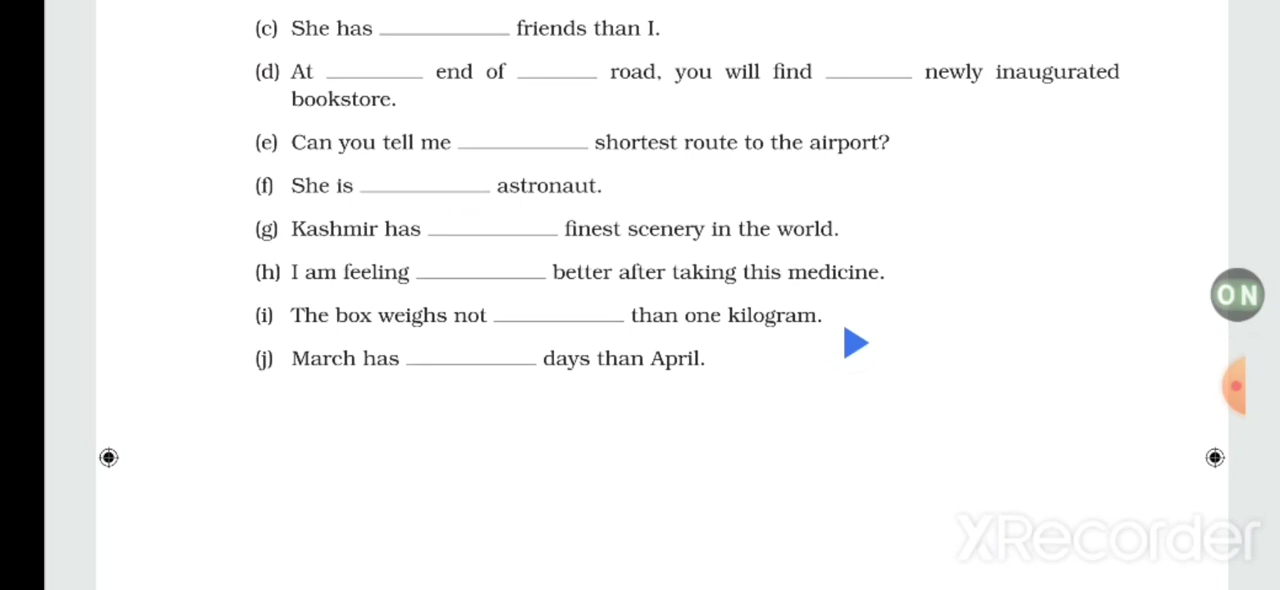 (c) She has ____________ friends than I.
(d) At _________ end of _______ road, you will find ________ newly inaugurated
bookstore.
(e) Can you tell me ____________ shortest route to the airport?
(f) She is ____________ astronaut.
(g) Kashmir has ____________ finest scenery in the world.
(h) I am feeling ____________ better after taking this medicine.
(i) The box weighs not ____________ than one kilogram.
(j) March has ____________ days than April.
ON
XRecorder